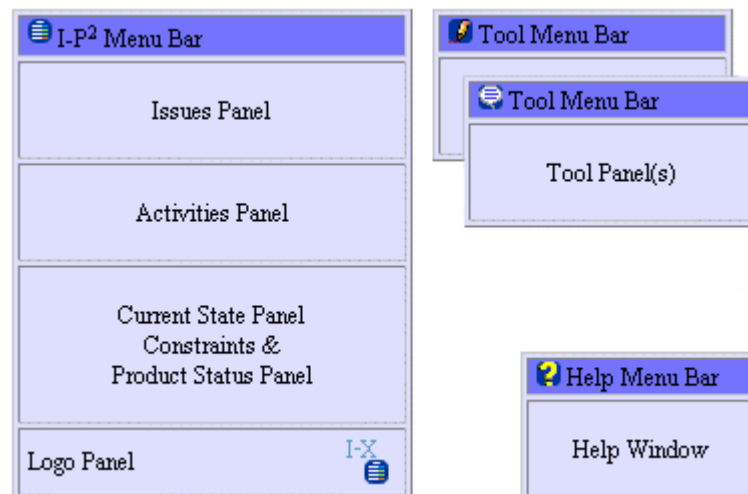 I-P² Menu Bar
Issues Panel
Activities Panel
Current State Panel
Constraints &
Product Status Panel
Logo Panel
I-X
Tool Menu Bar
Tool Menu Bar
Tool Panel(s)
Help Menu Bar
Help Window